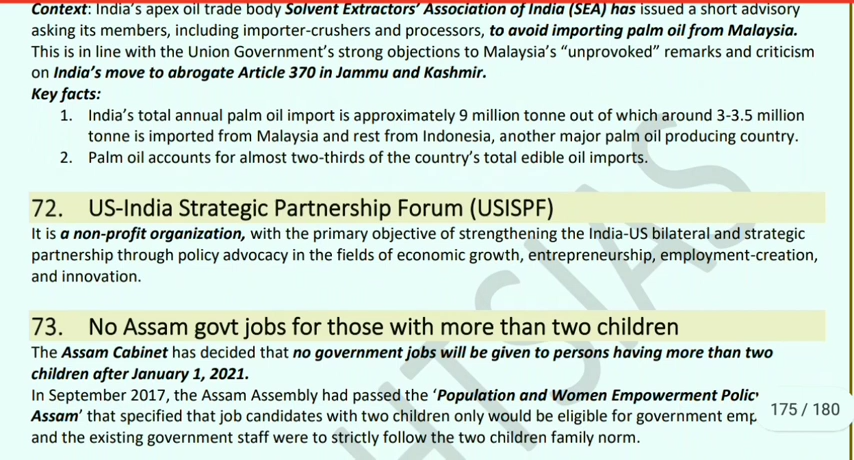 Context: India's apex oil trade body Solvent Extractors' Association of India (SEA) has issued a short advisory
asking its members, including importer-crushers and processors, to avoid importing palm oil from Malaysia.
This is in line with the Union Government's strong objections to Malaysia's “unprovoked” remarks and criticism
on India's move to abrogate Article 370 in Jammu and Kashmir.
Key facts:
1. India's total annual palm oil import is approximately 9 million tonne out of which around 3-3.5 million
tonne is imported from Malaysia and rest from Indonesia, another major palm oil producing country.
2. Palm oil accounts for almost two-thirds of the country's total edible oil imports.
72. US-India Strategic Partnership Forum (USISPF)
It is a non-profit organization, with the primary objective of strengthening the India-US bilateral and strategic
partnership through policy advocacy in the fields of economic growth, entrepreneurship, employment-creation,
and innovation.
73. No Assam govt jobs for those with more than two children
The Assam Cabinet has decided that no government jobs will be given to persons having more than two
children after January 1, 2021.
In September 2017, the Assam Assembly had passed the ‘Population and Women Empowerment Polic
Assam’ that specified that job candidates with two children only would be eligible for government emp
175 / 180
and the existing government staff were to strictly follow the two children family norm.
HTSIAS